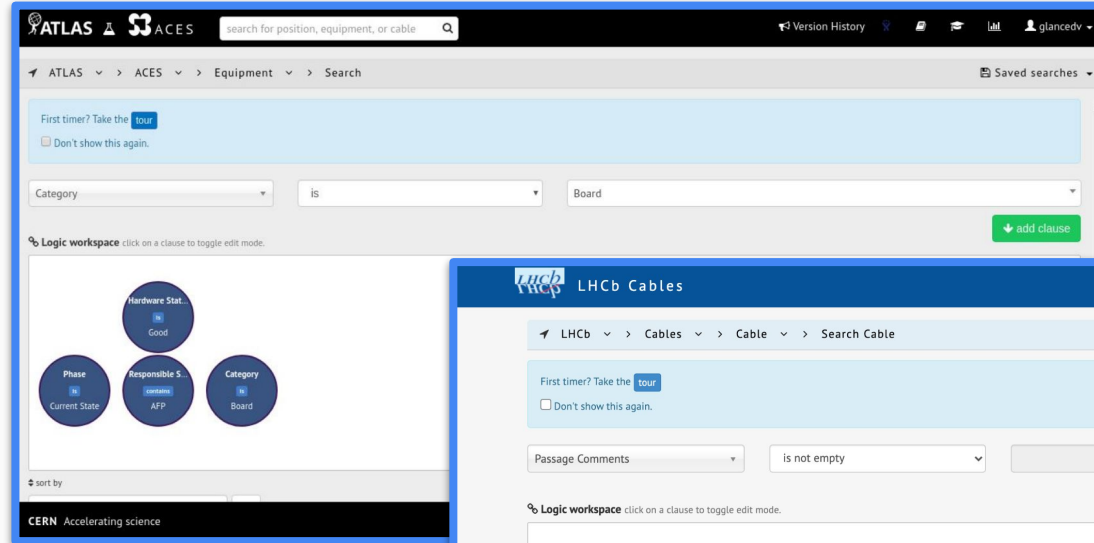 ATLAS ACES search for position, equipment, or cable Version History glancedv
ATLAS > ACES > Equipment > Search Saved searches
First timer? Take the tour
Don't show this again.
Category is Board
add clause
Logic workspace click on a clause to toggle edit mode.
Hardware Stat...
is
Good
Phase
is
Current State
Responsible S...
contains
AFP
Category
is
Board
sort by
CERN Accelerating science
LHCb LHCb Cables
LHCb > Cables > Cable > Search Cable
First timer? Take the tour
Don't show this again.
Passage Comments is not empty
Logic workspace click on a clause to toggle edit mode.